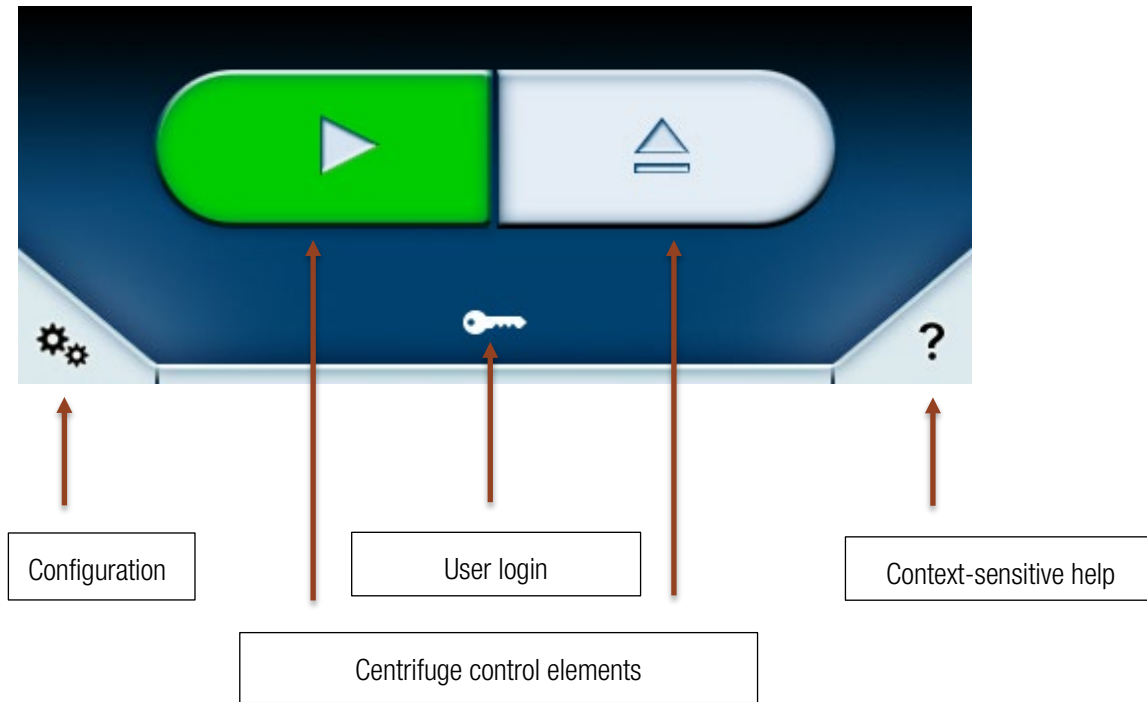 ?
Configuration
User login
Context-sensitive help
Centrifuge control elements